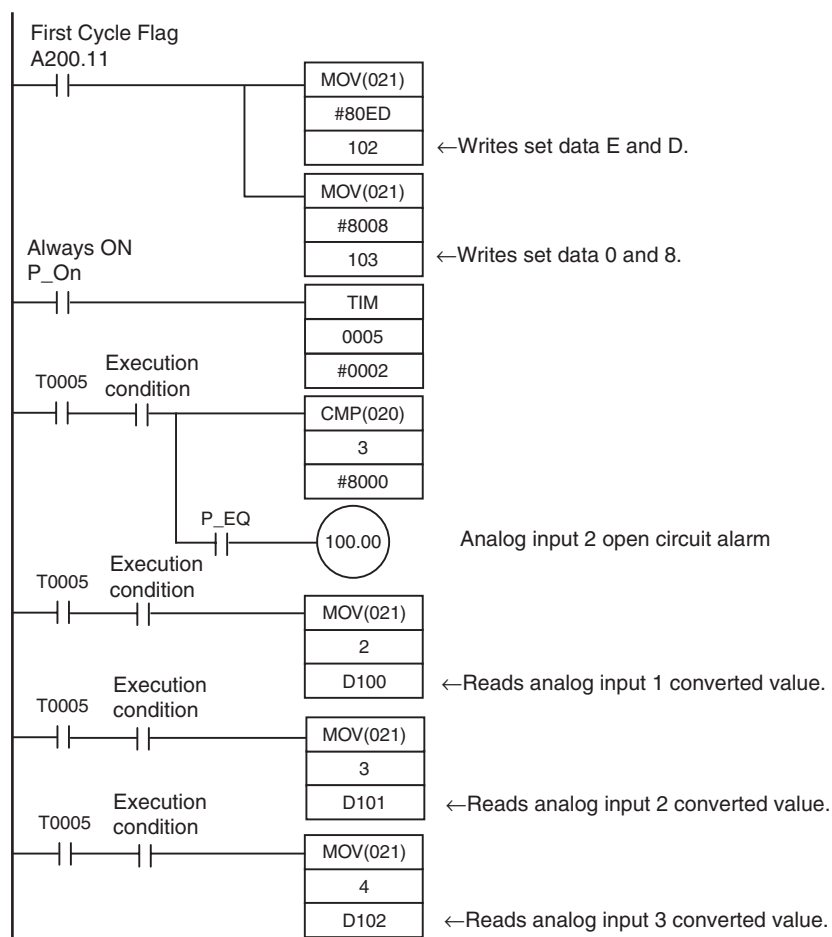 First Cycle Flag
A200.11
MOV(021)
#80ED
102 ←Writes set data E and D.
MOV(021)
#8008
103 ←Writes set data 0 and 8.
Always ON
P_On
TIM
0005
#0002
T0005 Execution
condition
CMP(020)
3
#8000
P_EQ
100.00 Analog input 2 open circuit alarm
T0005 Execution
condition
MOV(021)
2
D100 ←Reads analog input 1 converted value.
T0005 Execution
condition
MOV(021)
3
D101 ←Reads analog input 2 converted value.
T0005 Execution
condition
MOV(021)
4
D102 ←Reads analog input 3 converted value.